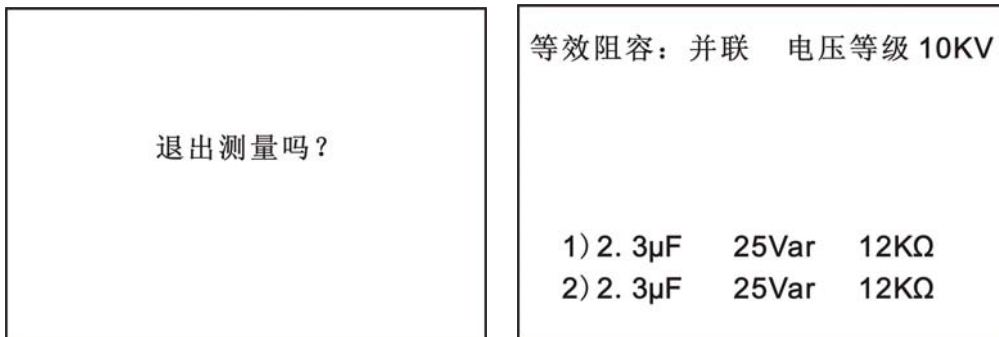 退出测量吗？
等效阻容：并联 电压等级 10KV
1）2. 3μF 25Var 12KΩ
2）2. 3μF 25Var 12KΩ